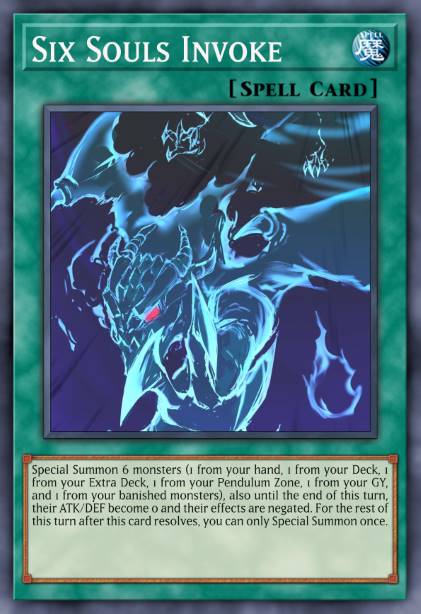 Six Souls Invoke
SPELL
魔
[Spell Card]
Special Summon 6 monsters (1 from your hand, 1 from your Deck, 1
from your Extra Deck, 1 from your Pendulum Zone, 1 from your GY,
and 1 from your banished monsters), also until the end of this turn,
their ATK/DEF become 0 and their effects are negated. For the rest of
this turn after this card resolves, you can only Special Summon once.